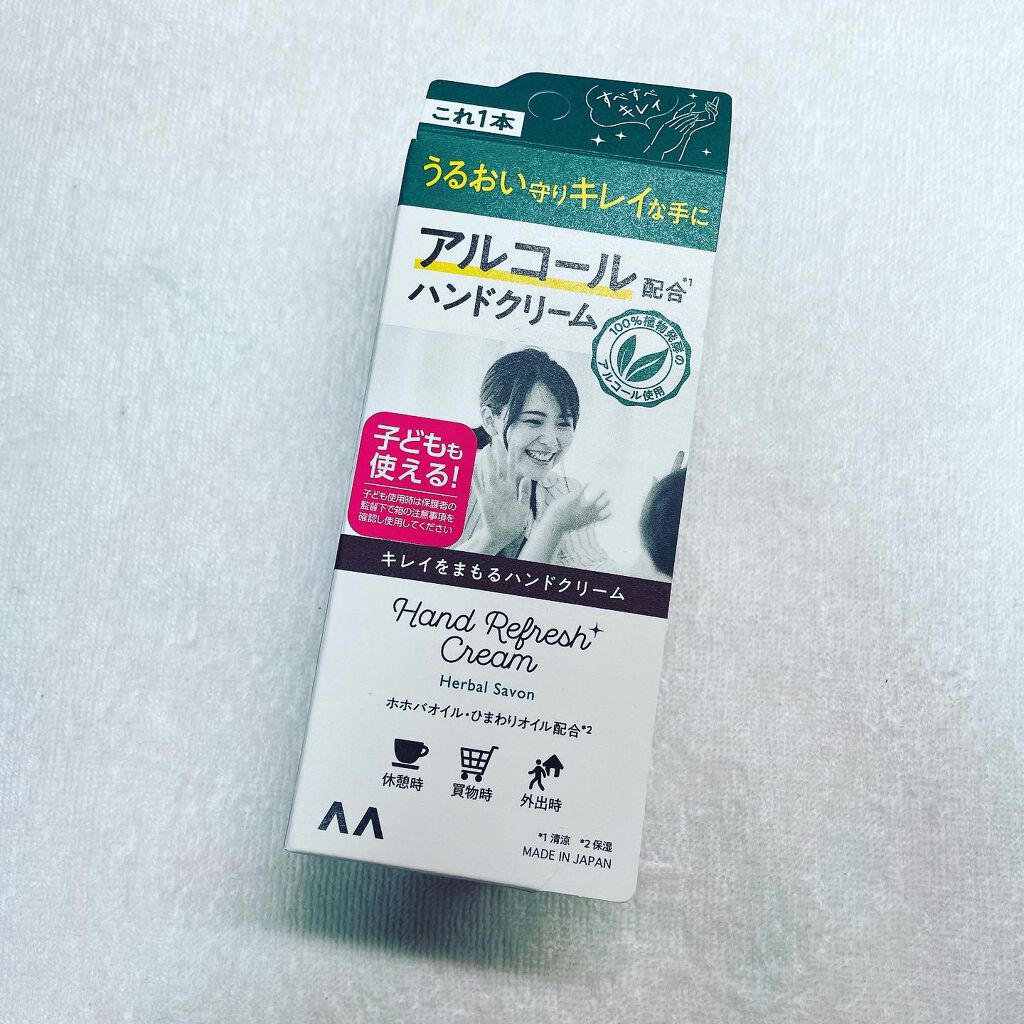 すべすべ
キレイ
これ1本
うるおい守りキレイな手に
アルコール配合*1
ハンドクリーム
100%植物発酵の
アルコール使用
子どもも
使える!
子ども使用時は保護者の
監督下で箱の注意事項を
確認し使用してください
キレイをまもるハンドクリーム
Hand Refresh
Cream
Herbal Savon
ホホバオイル・ひまわりオイル配合*2
休憩時 買物時 外出時
*1 清涼 *2 保湿
MADE IN JAPAN